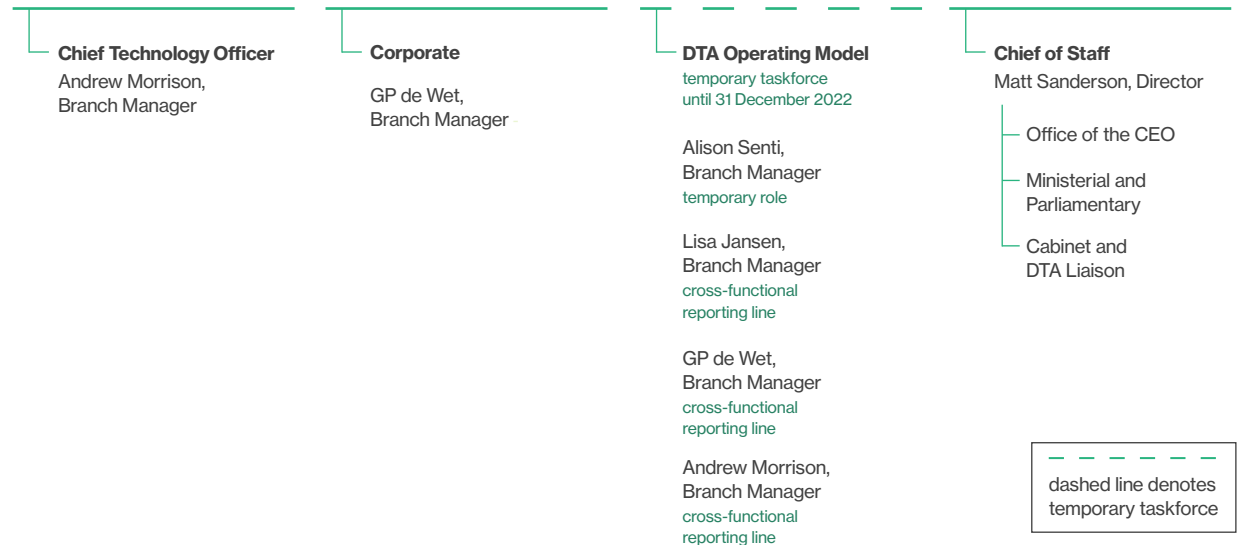 Chief Technology Officer
Andrew Morrison,
Branch Manager
Corporate
GP de Wet,
Branch Manager
DTA Operating Model
temporary taskforce
until 31 December 2022
Alison Senti,
Branch Manager
temporary role
Lisa Jansen,
Branch Manager
cross-functional
reporting line
GP de Wet,
Branch Manager
cross-functional
reporting line
Andrew Morrison,
Branch Manager
cross-functional
reporting line
Chief of Staff
Matt Sanderson, Director
Office of the CEO
Ministerial and
Parliamentary
Cabinet and
DTA Liaison
dashed line denotes
temporary taskforce